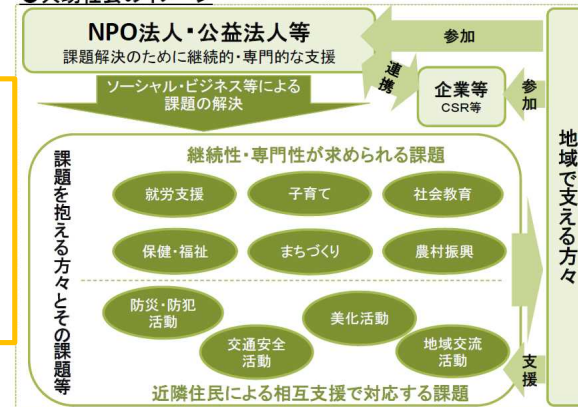 NPO法人・公益法人等
課題解決のために継続的・専門的な支援
参加
連携
企業等
CSR等
参加
ソーシャル・ビジネス等による
課題の解決
地域で支える方々
課題を抱える方々とその課題等
継続性・専門性が求められる課題
就労支援
子育て
社会教育
保健・福祉
まちづくり
農村振興
防災・防犯
活動
交通安全
活動
美化活動
地域交流
活動
支援
近隣住民による相互支援で対応する課題